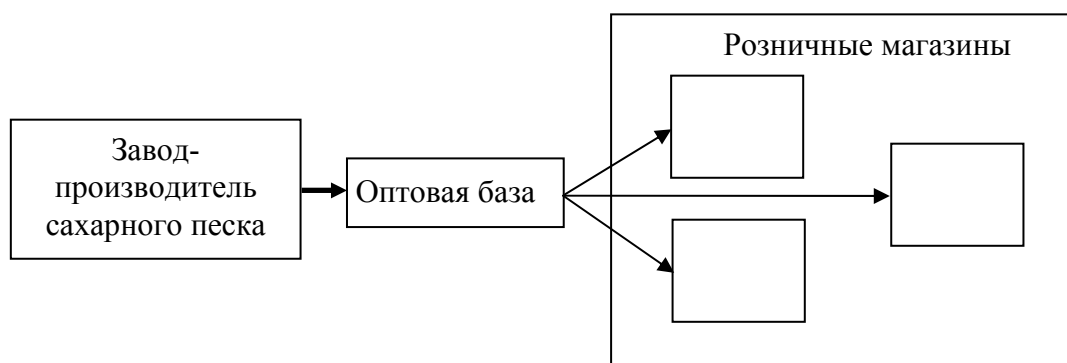 Розничные магазины
Завод-
производитель
сахарного песка
Оптовая база